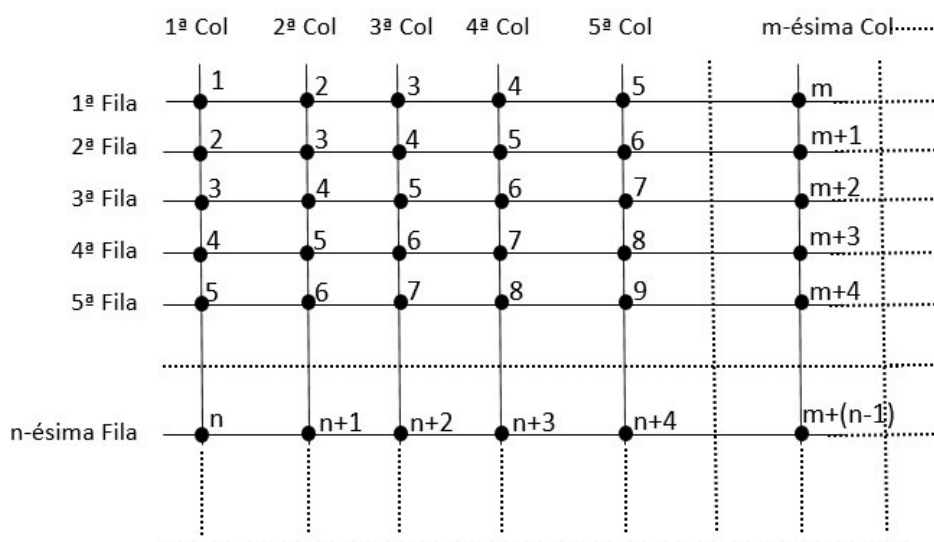 1ª Col 2ª Col 3ª Col 4ª Col 5ª Col m-ésima Col
1ª Fila 1 2 3 4 5 m
2ª Fila 2 3 4 5 6 m+1
3ª Fila 3 4 5 6 7 m+2
4ª Fila 4 5 6 7 8 m+3
5ª Fila 5 6 7 8 9 m+4
n-ésima Fila n n+1 n+2 n+3 n+4 m+(n-1)